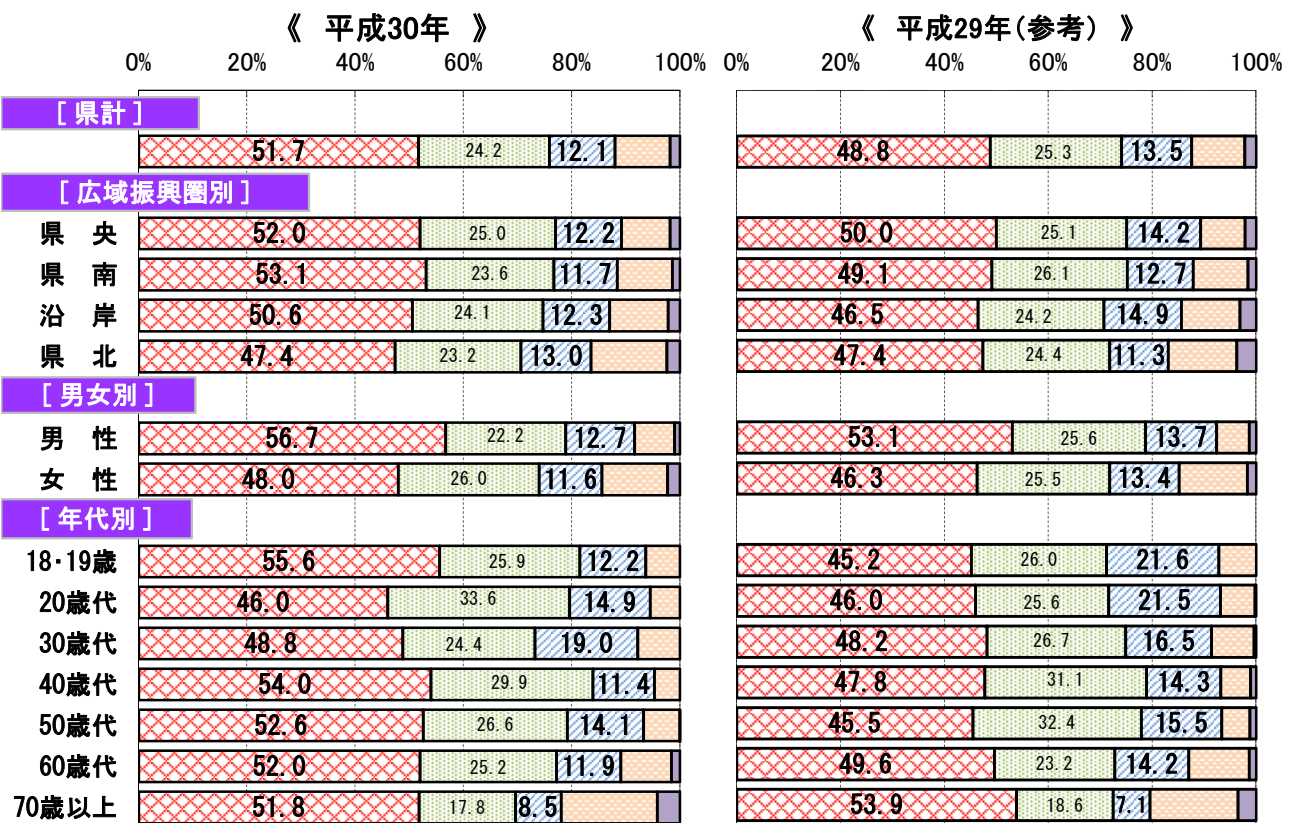 《 平成30年 》 《 平成29年(参考) 》
0% 20% 40% 60% 80% 100% 0% 20% 40% 60% 80% 100%
[ 県計 ]
51.7 24.2 12.1 48.8 25.3 13.5
[ 広域振興圏別 ]
県 央 52.0 25.0 12.2 50.0 25.1 14.2
県 南 53.1 23.6 11.7 49.1 26.1 12.7
沿 岸 50.6 24.1 12.3 46.5 24.2 14.9
県 北 47.4 23.2 13.0 47.4 24.4 11.3
[ 男女別 ]
男 性 56.7 22.2 12.7 53.1 25.6 13.7
女 性 48.0 26.0 11.6 46.3 25.5 13.4
[ 年代別 ]
18・19歳 55.6 25.9 12.2 45.2 26.0 21.6
20歳代 46.0 33.6 14.9 46.0 25.6 21.5
30歳代 48.8 24.4 19.0 48.2 26.7 16.5
40歳代 54.0 29.9 11.4 47.8 31.1 14.3
50歳代 52.6 26.6 14.1 45.5 32.4 15.5
60歳代 52.0 25.2 11.9 49.6 23.2 14.2
70歳以上 51.8 17.8 8.5 53.9 18.6 7.1